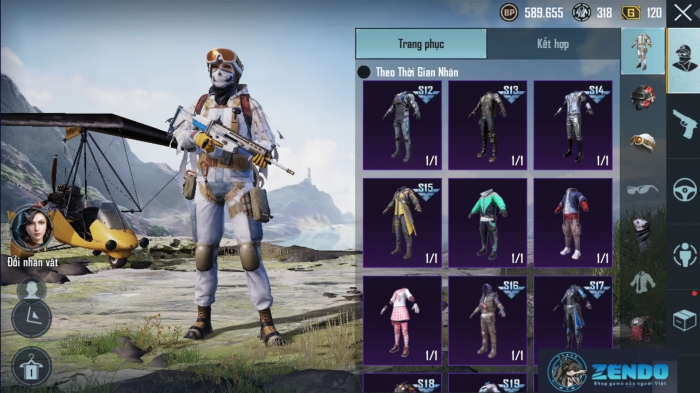 BP 589.655 318 G 120
Trang phục Kết hợp
Theo Thời Gian Nhận
S12 S13 S14
1/1 1/1 1/1
S15
1/1 1/1 1/1
S16 S17
1/1 1/1 1/1
S18 S19
Đổi nhân vật
ZENDO
Shop game của người Việt